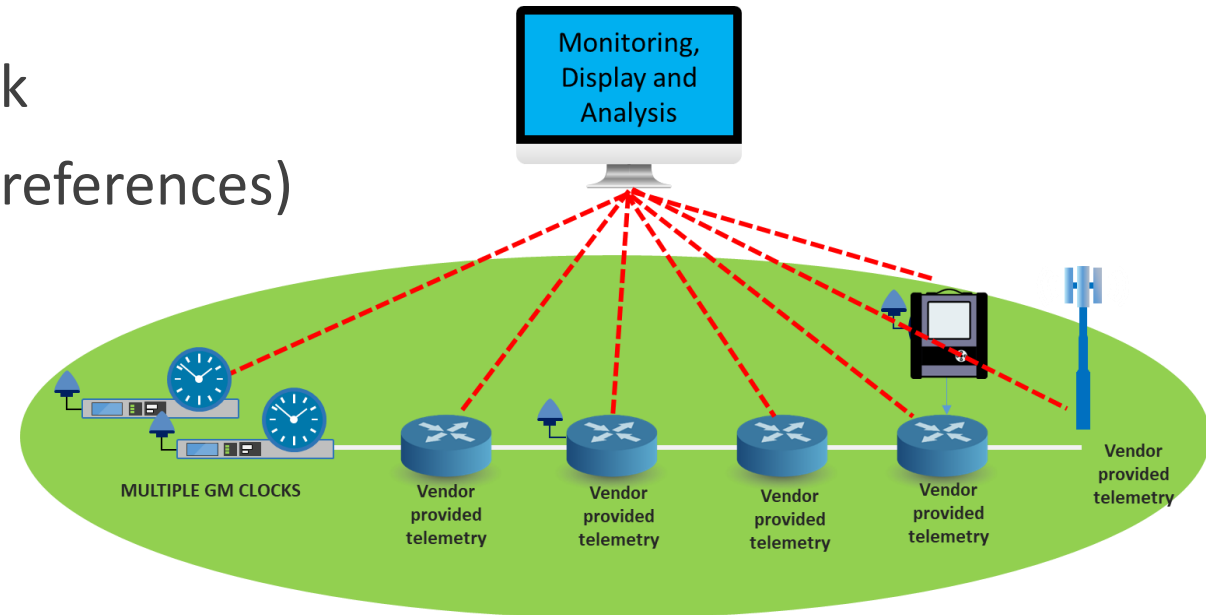 k
references)
Monitoring,
Display and
Analysis
MULTIPLE GM CLOCKS
Vendor
provided
telemetry
Vendor
provided
telemetry
Vendor
provided
telemetry
Vendor
provided
telemetry
Vendor
provided
telemetry